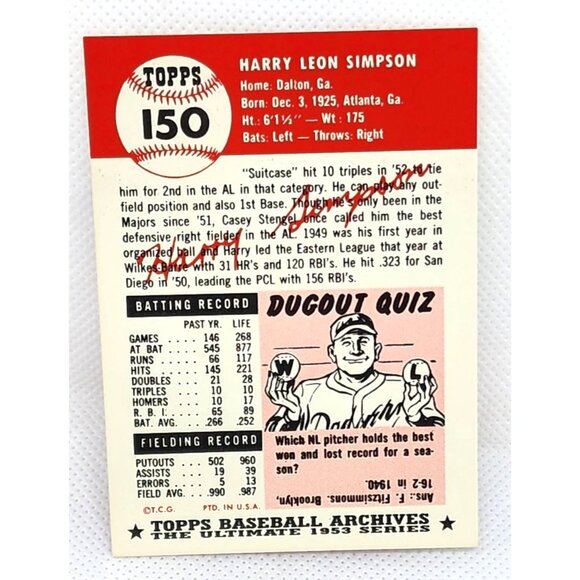 TOPPS
150
HARRY LEON SIMPSON
Home: Dalton, Ga.
Born: Dec. 3, 1925, Atlanta, Ga.
Ht.: 6'1½" — Wt : 175
Bats: Left — Throws: Right
"Suitcase" hit 10 triples in '52 to tie
him for 2nd in the AL in that category. He can play any out-
field position and also 1st Base. Though he's only been in the
Majors since '51, Casey Stengel once called him the best
defensive right fielder in the AL. 1949 was his first year in
organized ball and Harry led the Eastern League that year at
Wilkes-Barre with 31 HR's and 120 RBI's. He hit .323 for San
Diego in '50, leading the PCL with 156 RBI's.
Harry Simpson
BATTING RECORD
PAST YR. LIFE
GAMES 146 268
AT BAT 545 877
RUNS 66 117
HITS 145 221
DOUBLES 21 28
TRIPLES 10 10
HOMERS 10 17
R. B. I. 65 89
BAT. AVG. .266 .252
FIELDING RECORD
PUTOUTS 502 960
ASSISTS 19 39
ERRORS 5 13
FIELD AVG. .990 .987
©T.C.G. PTD. IN U.S.A.
DUGOUT QUIZ
W L
Dodgers
Which NL pitcher holds the best
won and lost record for a sea-
son?
Ans.: F. Fitzsimmons, Brooklyn,
16-2 in 1940.
★ TOPPS BASEBALL ARCHIVES ★
THE ULTIMATE 1953 SERIES